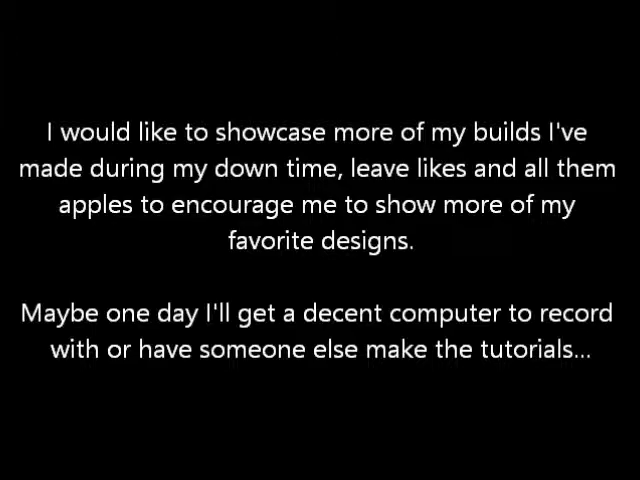 I would like to showcase more of my builds I've
made during my down time, leave likes and all them
apples to encourage me to show more of my
favorite designs.
Maybe one day I'll get a decent computer to record
with or have someone else make the tutorials...